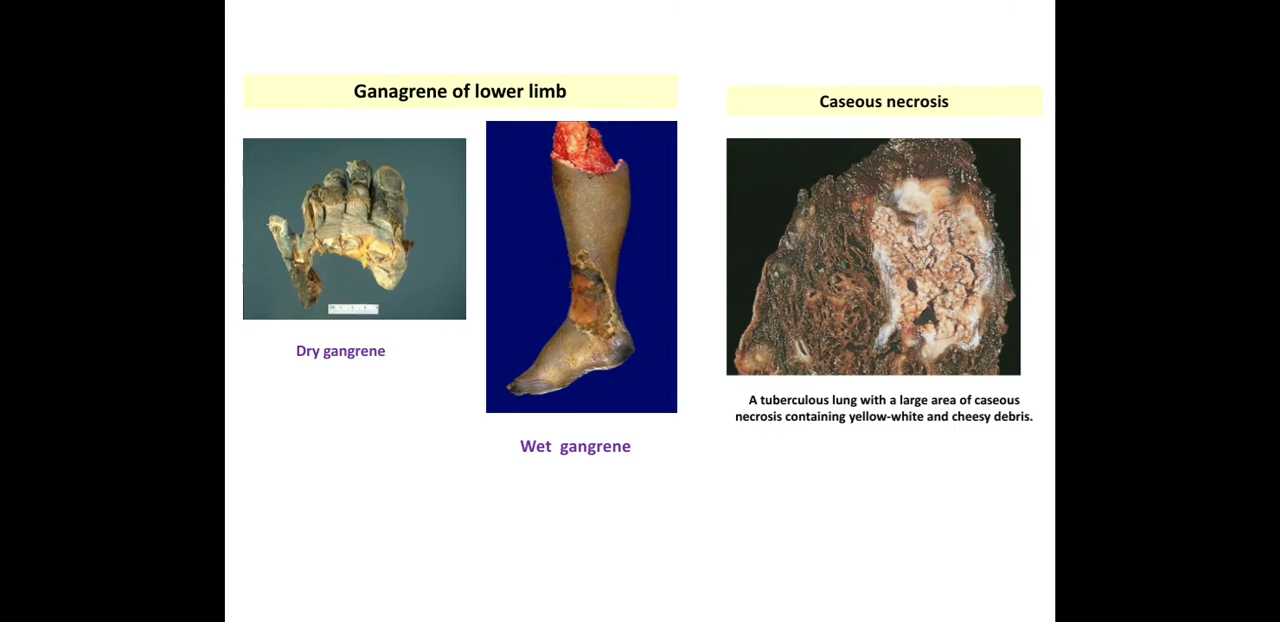 Ganagrene of lower limb
Dry gangrene
Wet gangrene
Caseous necrosis
A tuberculous lung with a large area of caseous
necrosis containing yellow-white and cheesy debris.